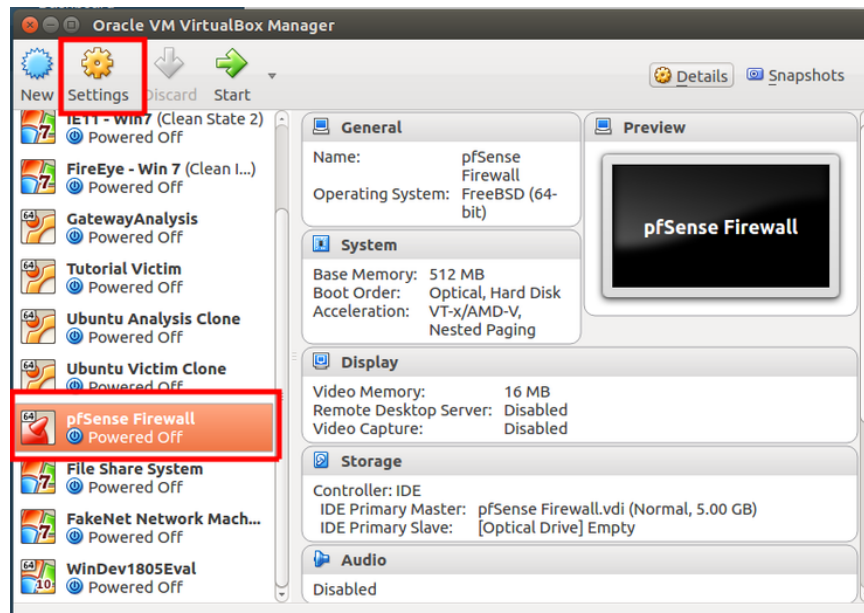 Oracle VM VirtualBox Manager
New Settings Discard Start
Details Snapshots
IE11 - Win7 (Clean State 2)
Powered Off
FireEye - Win 7 (Clean I...)
Powered Off
GatewayAnalysis
Powered Off
Tutorial Victim
Powered Off
Ubuntu Analysis Clone
Powered Off
Ubuntu Victim Clone
Powered Off
pfSense Firewall
Powered Off
File Share System
Powered Off
FakeNet Network Mach...
Powered Off
WinDev1805Eval
Powered Off
General
Name: pfSense
Firewall
Operating System: FreeBSD (64-
bit)
System
Base Memory: 512 MB
Boot Order: Optical, Hard Disk
Acceleration: VT-x/AMD-V,
Nested Paging
Preview
pfSense Firewall
Display
Video Memory: 16 MB
Remote Desktop Server: Disabled
Video Capture: Disabled
Storage
Controller: IDE
IDE Primary Master: pfSense Firewall.vdi (Normal, 5.00 GB)
IDE Primary Slave: [Optical Drive] Empty
Audio
Disabled